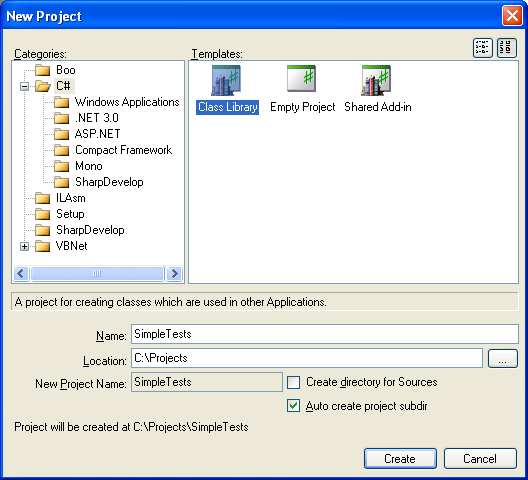 New Project
Categories:
Templates:
Boo
C#
Windows Applications
.NET 3.0
ASP.NET
Compact Framework
Mono
SharpDevelop
ILAsm
Setup
SharpDevelop
VBNet
Class Library
Empty Project
Shared Add-in
A project for creating classes which are used in other Applications.
Name: SimpleTests
Location: C:\Projects ...
New Project Name: SimpleTests Create directory for Sources
Auto create project subdir
Project will be created at C:\Projects\SimpleTests
Create Cancel